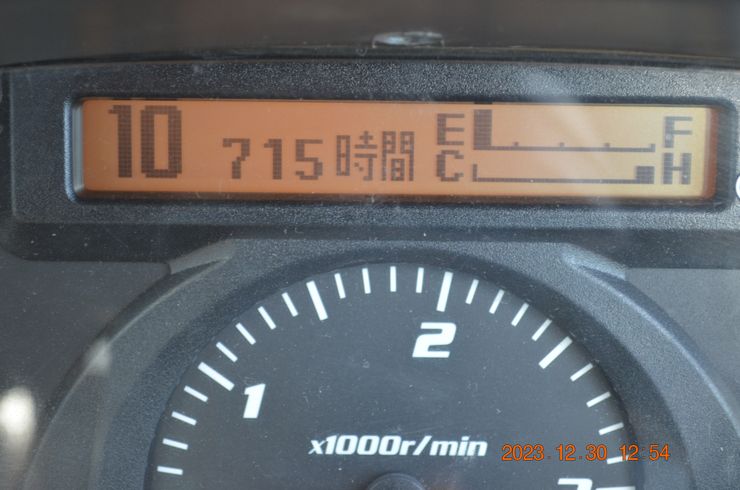 10 715時間 E F
C H
1 2
x1000r/min
2023.12.30 12:54